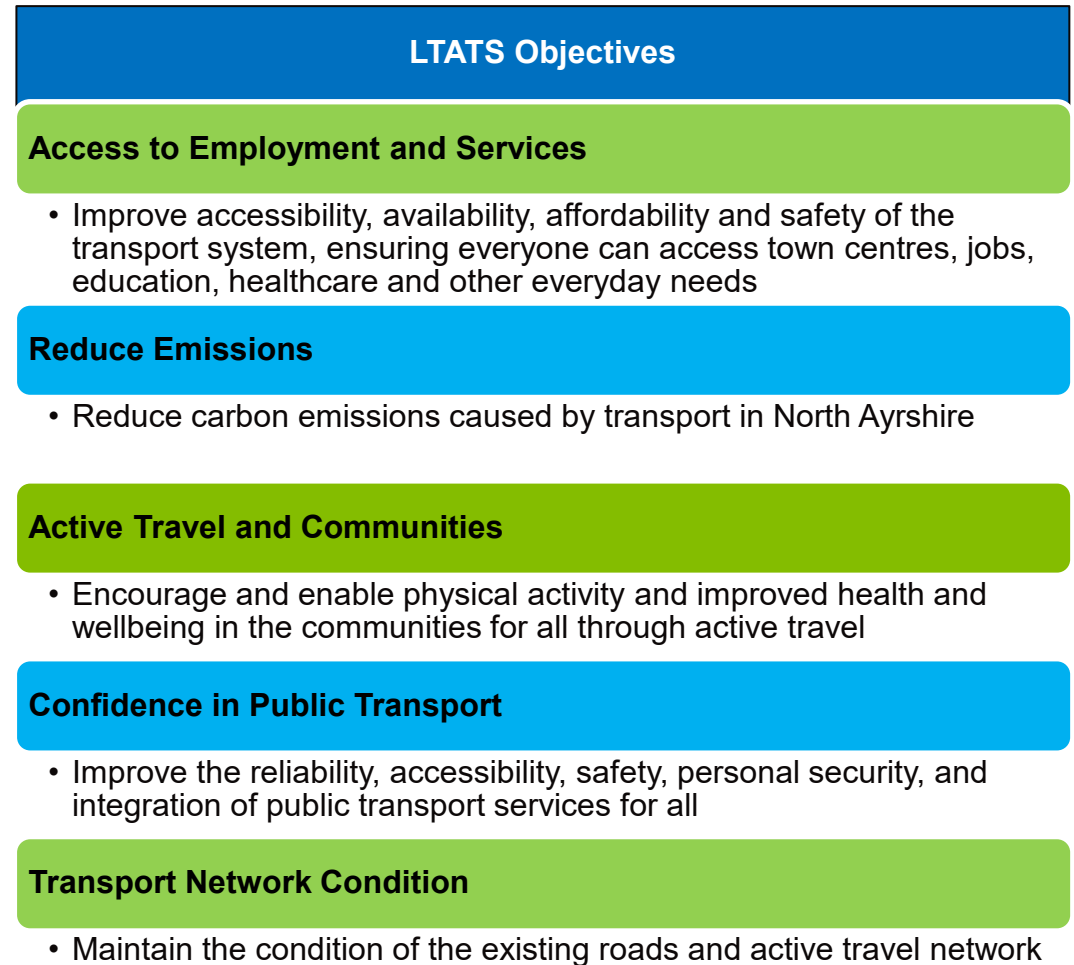 LTATS Objectives
Access to Employment and Services
• Improve accessibility, availability, affordability and safety of the
transport system, ensuring everyone can access town centres, jobs,
education, healthcare and other everyday needs
Reduce Emissions
• Reduce carbon emissions caused by transport in North Ayrshire
Active Travel and Communities
• Encourage and enable physical activity and improved health and
wellbeing in the communities for all through active travel
Confidence in Public Transport
• Improve the reliability, accessibility, safety, personal security, and
integration of public transport services for all
Transport Network Condition
• Maintain the condition of the existing roads and active travel network